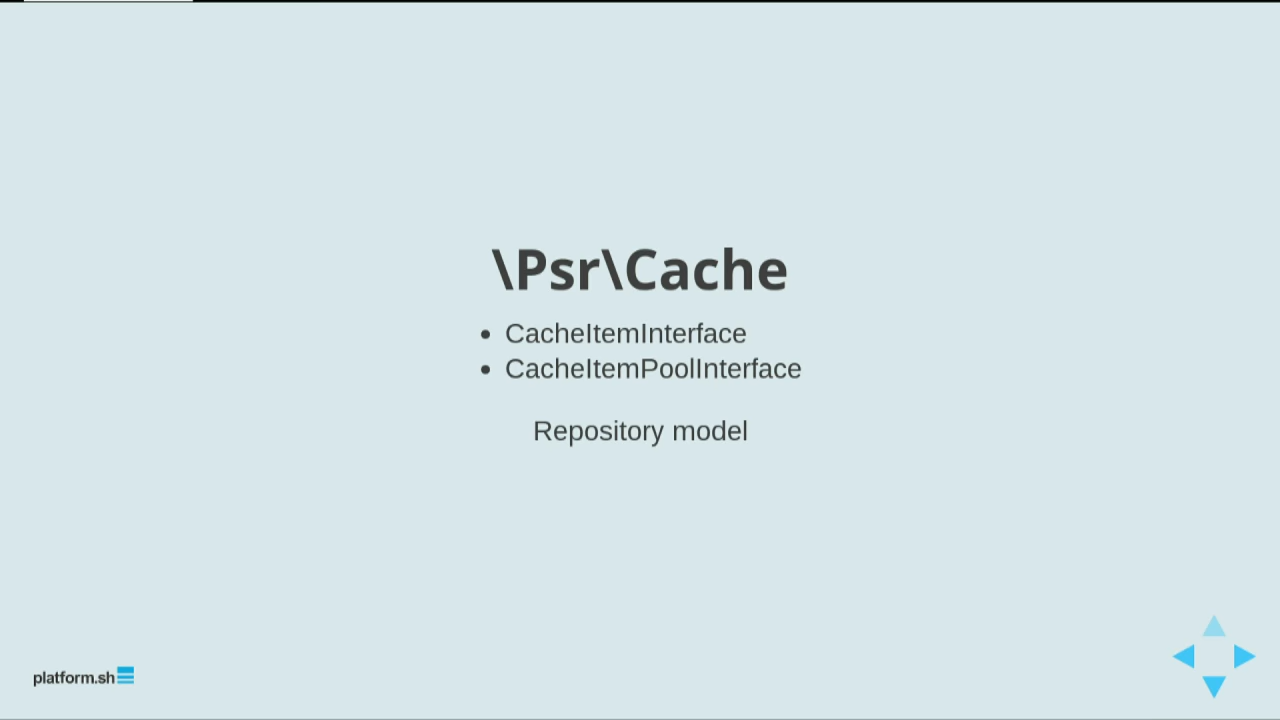 \Psr\Cache
• CacheItemInterface
• CacheItemPoolInterface
Repository model
platform.sh